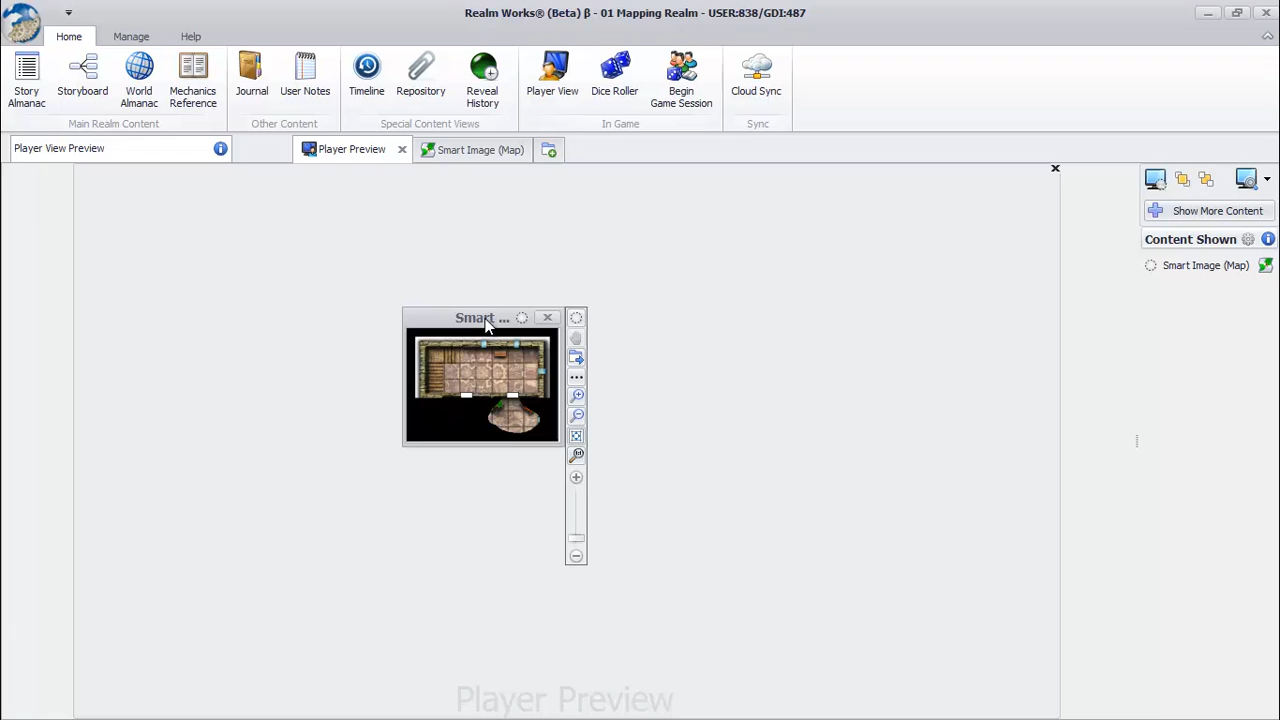 Realm Works® (Beta) β - 01 Mapping Realm - USER:838/GDI:487
Home
Manage
Help
Story Almanac
Storyboard
World Almanac
Mechanics Reference
Journal
User Notes
Timeline
Repository
Reveal History
Player View
Dice Roller
Begin Game Session
Cloud Sync
Main Realm Content
Other Content
Special Content Views
In Game
Sync
Player View Preview
Player Preview
Smart Image (Map)
Show More Content
Content Shown
Smart Image (Map)
Smart ...
Player Preview